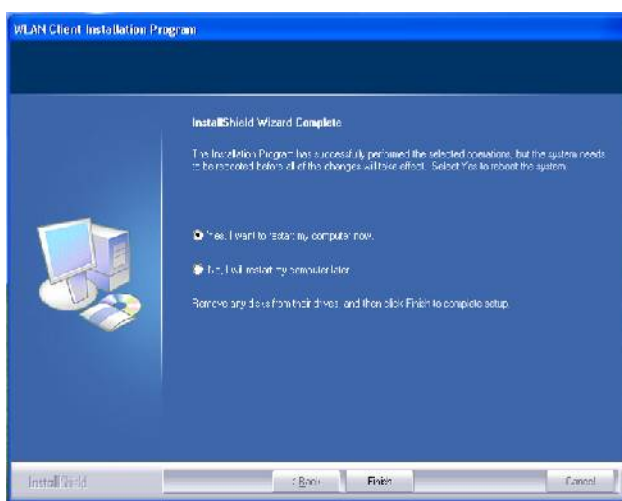 WLAN Client Installation Program
InstallShield Wizard Complete
The Installation Program has successfully performed the selected operations, but the system needs
to be rebooted before all of the changes will take effect. Select Yes to reboot the system.
Yes, I want to restart my computer now.
No, I will restart my computer later.
Remove any disks from their drives, and then click Finish to complete setup.
InstallShield
< Back
Finish
Cancel